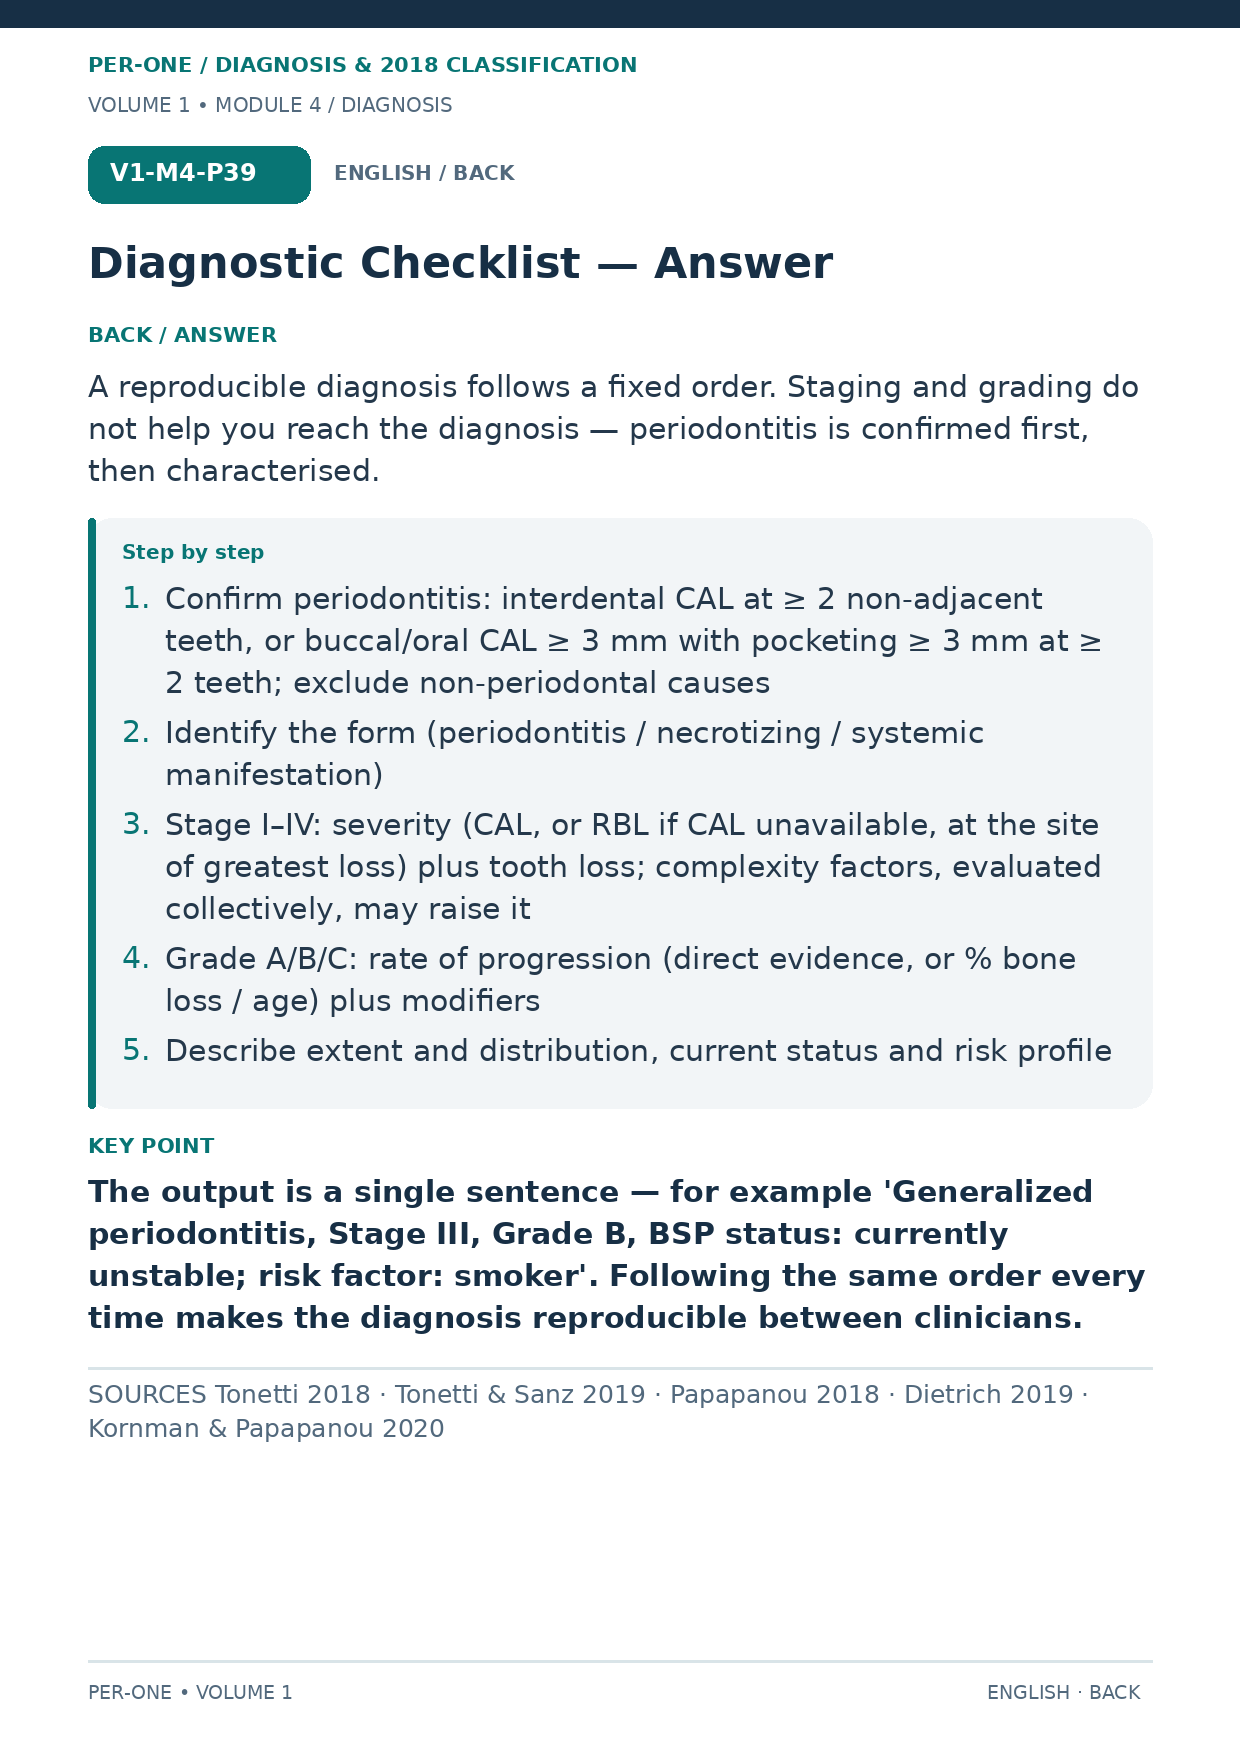 PER-ONE / DIAGNOSIS & 2018 CLASSIFICATION
VOLUME 1 • MODULE 4 / DIAGNOSIS
V1-M4-P39
ENGLISH / BACK
Diagnostic Checklist — Answer
BACK / ANSWER
A reproducible diagnosis follows a fixed order. Staging and grading do
not help you reach the diagnosis — periodontitis is confirmed first,
then characterised.
Step by step
1. Confirm periodontitis: interdental CAL at ≥ 2 non-adjacent
teeth, or buccal/oral CAL ≥ 3 mm with pocketing ≥ 3 mm at ≥
2 teeth; exclude non-periodontal causes
2. Identify the form (periodontitis / necrotizing / systemic
manifestation)
3. Stage I–IV: severity (CAL, or RBL if CAL unavailable, at the site
of greatest loss) plus tooth loss; complexity factors, evaluated
collectively, may raise it
4. Grade A/B/C: rate of progression (direct evidence, or % bone
loss / age) plus modifiers
5. Describe extent and distribution, current status and risk profile
KEY POINT
The output is a single sentence — for example 'Generalized
periodontitis, Stage III, Grade B, BSP status: currently
unstable; risk factor: smoker'. Following the same order every
time makes the diagnosis reproducible between clinicians.
SOURCES Tonetti 2018 · Tonetti & Sanz 2019 · Papapanou 2018 · Dietrich 2019 ·
Kornman & Papapanou 2020
PER-ONE • VOLUME 1
ENGLISH · BACK